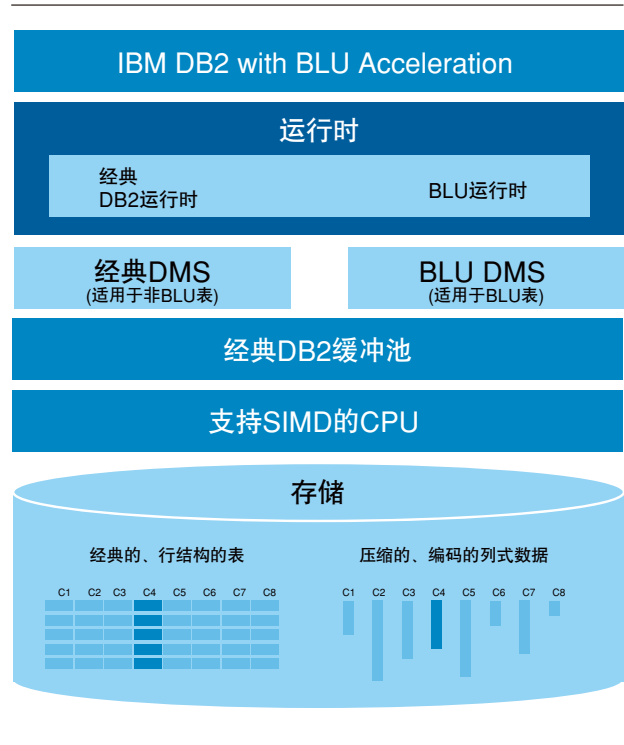 IBM DB2 with BLU Acceleration
运行时
经典
DB2运行时
BLU运行时
经典DMS
(适用于非BLU表)
BLU DMS
(适用于BLU表)
经典DB2缓冲池
支持SIMD的CPU
存储
经典的、行结构的表
压缩的、编码的列式数据
C1 C2 C3 C4 C5 C6 C7 C8
C1 C2 C3 C4 C5 C6 C7 C8